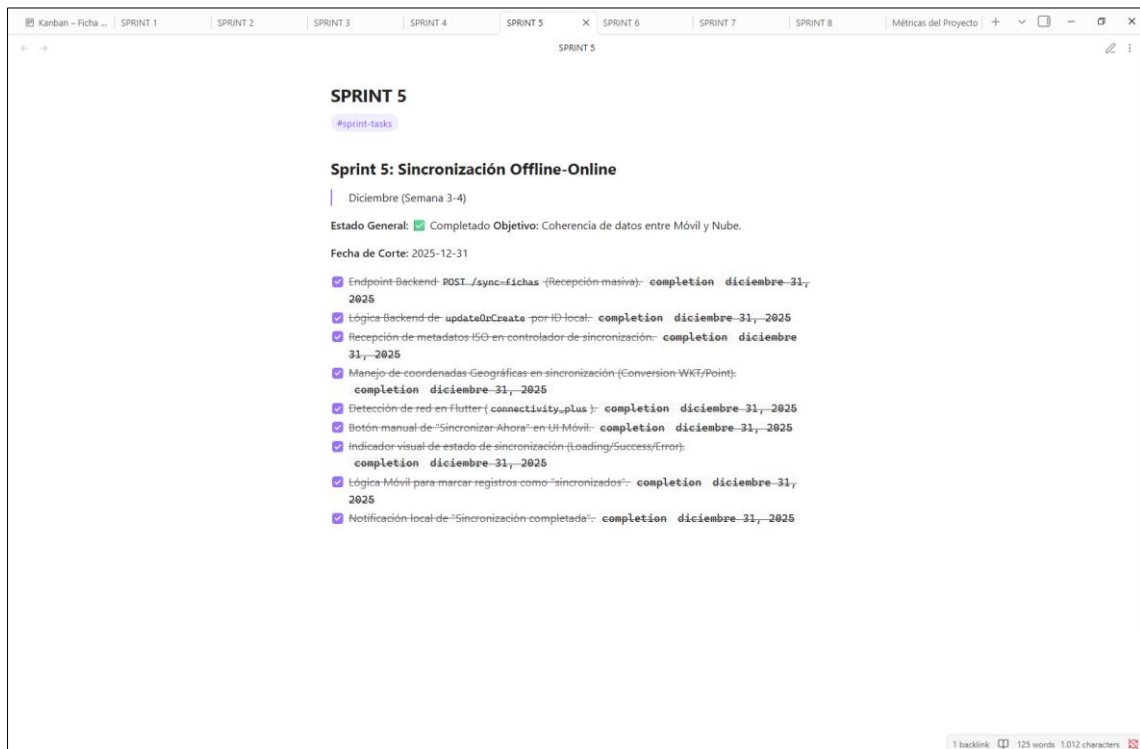 Kanban – Ficha ... SPRINT 1 SPRINT 2 SPRINT 3 SPRINT 4 SPRINT 5 SPRINT 6 SPRINT 7 SPRINT 8 Métricas del Proyecto
SPRINT 5
SPRINT 5
#sprint-tasks
Sprint 5: Sincronización Offline-Online
Diciembre (Semana 3-4)
Estado General: ✅ Completado Objetivo: Coherencia de datos entre Móvil y Nube.
Fecha de Corte: 2025-12-31
Endpoint Backend POST /sync-fichas (Recepción masiva). completion diciembre 31,
2025
Lógica Backend de updateOrCreate por ID local. completion diciembre 31, 2025
Recepción de metadatos ISO en controlador de sincronización. completion diciembre
31, 2025
Manejo de coordenadas Geográficas en sincronización (Conversion WKT/Point).
completion diciembre 31, 2025
Detección de red en Flutter ( connectivity_plus ). completion diciembre 31, 2025
Botón manual de "Sincronizar Ahora" en UI Móvil. completion diciembre 31, 2025
Indicador visual de estado de sincronización (Loading/Success/Error).
completion diciembre 31, 2025
Lógica Móvil para marcar registros como "sincronizados". completion diciembre 31,
2025
Notificación local de "Sincronización completada". completion diciembre 31, 2025
1 backlink 125 words 1.012 characters